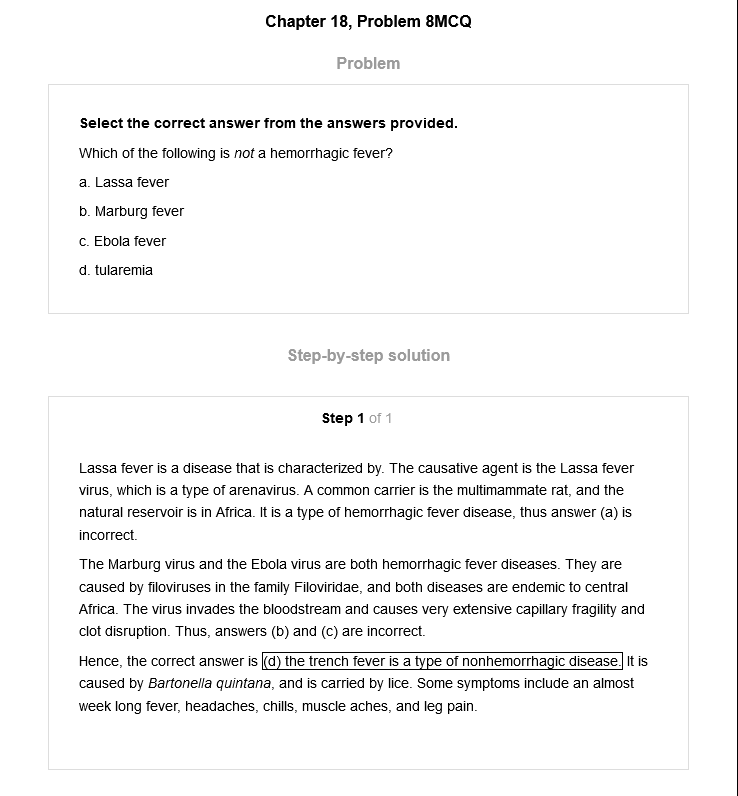 Chapter 18, Problem 8MCQ
Problem
Select the correct answer from the answers provided.
Which of the following is not a hemorrhagic fever?
a. Lassa fever
b. Marburg fever
c. Ebola fever
d. tularemia
Step-by-step solution
Step 1 of 1
Lassa fever is a disease that is characterized by. The causative agent is the Lassa fever
virus, which is a type of arenavirus. A common carrier is the multimammate rat, and the
natural reservoir is in Africa. It is a type of hemorrhagic fever disease, thus answer (a) is
incorrect.
The Marburg virus and the Ebola virus are both hemorrhagic fever diseases. They are
caused by filoviruses in the family Filoviridae, and both diseases are endemic to central
Africa. The virus invades the bloodstream and causes very extensive capillary fragility and
clot disruption. Thus, answers (b) and (c) are incorrect.
Hence, the correct answer is (d) the trench fever is a type of nonhemorrhagic disease. It is
caused by Bartonella quintana, and is carried by lice. Some symptoms include an almost
week long fever, headaches, chills, muscle aches, and leg pain.